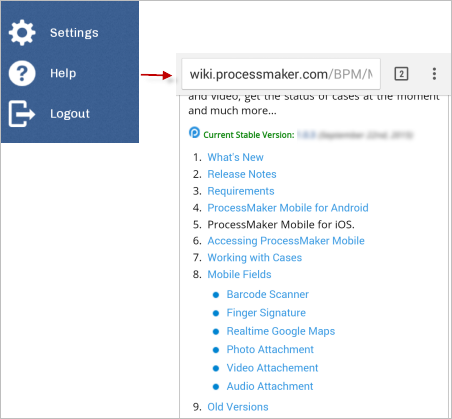 Settings
Help
Logout
wiki.processmaker.com/BPM/M
2
and video, get the status of cases at the moment
and much more...
Current Stable Version:
1. What's New
2. Release Notes
3. Requirements
4. ProcessMaker Mobile for Android
5. ProcessMaker Mobile for iOS.
6. Accessing ProcessMaker Mobile
7. Working with Cases
8. Mobile Fields
Barcode Scanner
Finger Signature
Realtime Google Maps
Photo Attachment
Video Attachement
Audio Attachment
9. Old Versions